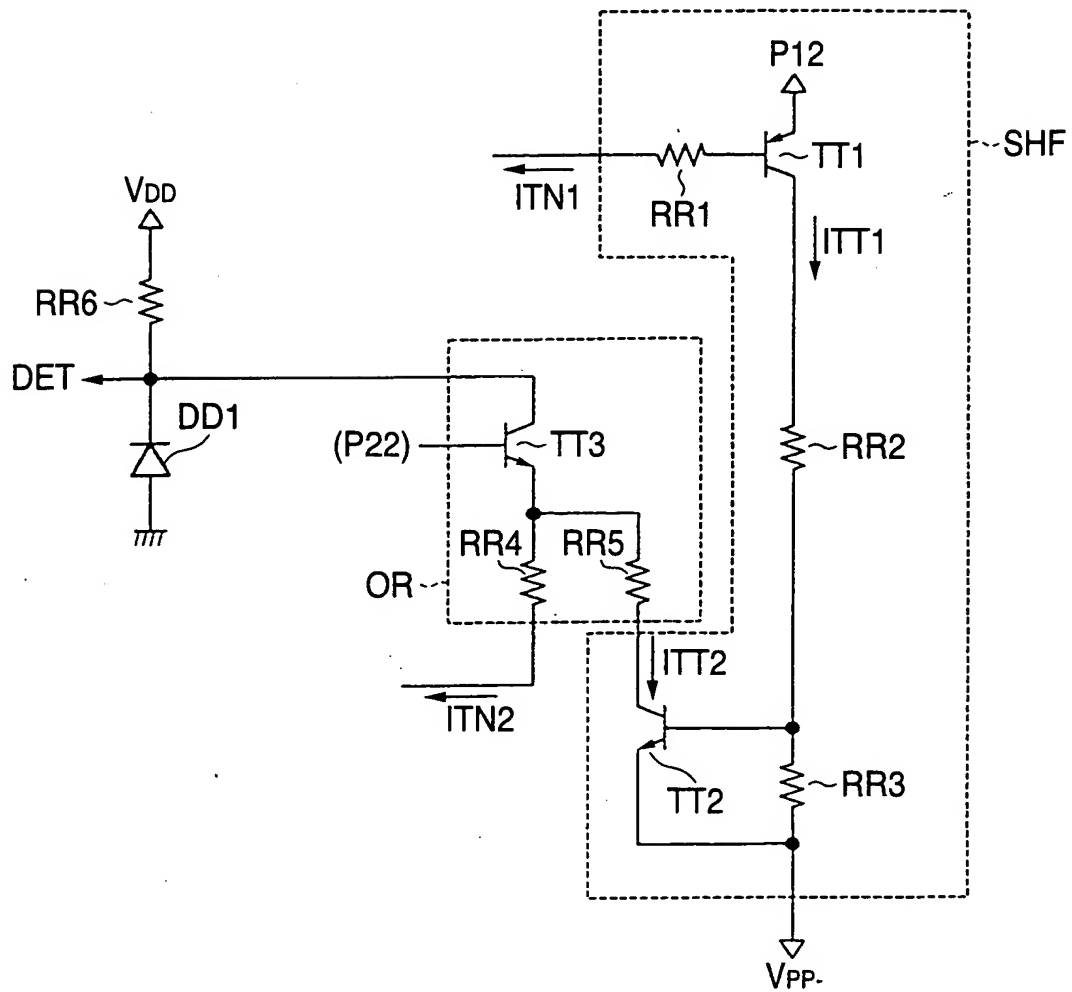 P12
SHF
TT1
ITN1
RR1
VDD
ITT1
RR6
DET
DD1
(P22)
TT3
RR2
RR4
RR5
OR
ITT2
ITN2
TT2
RR3
VPP-